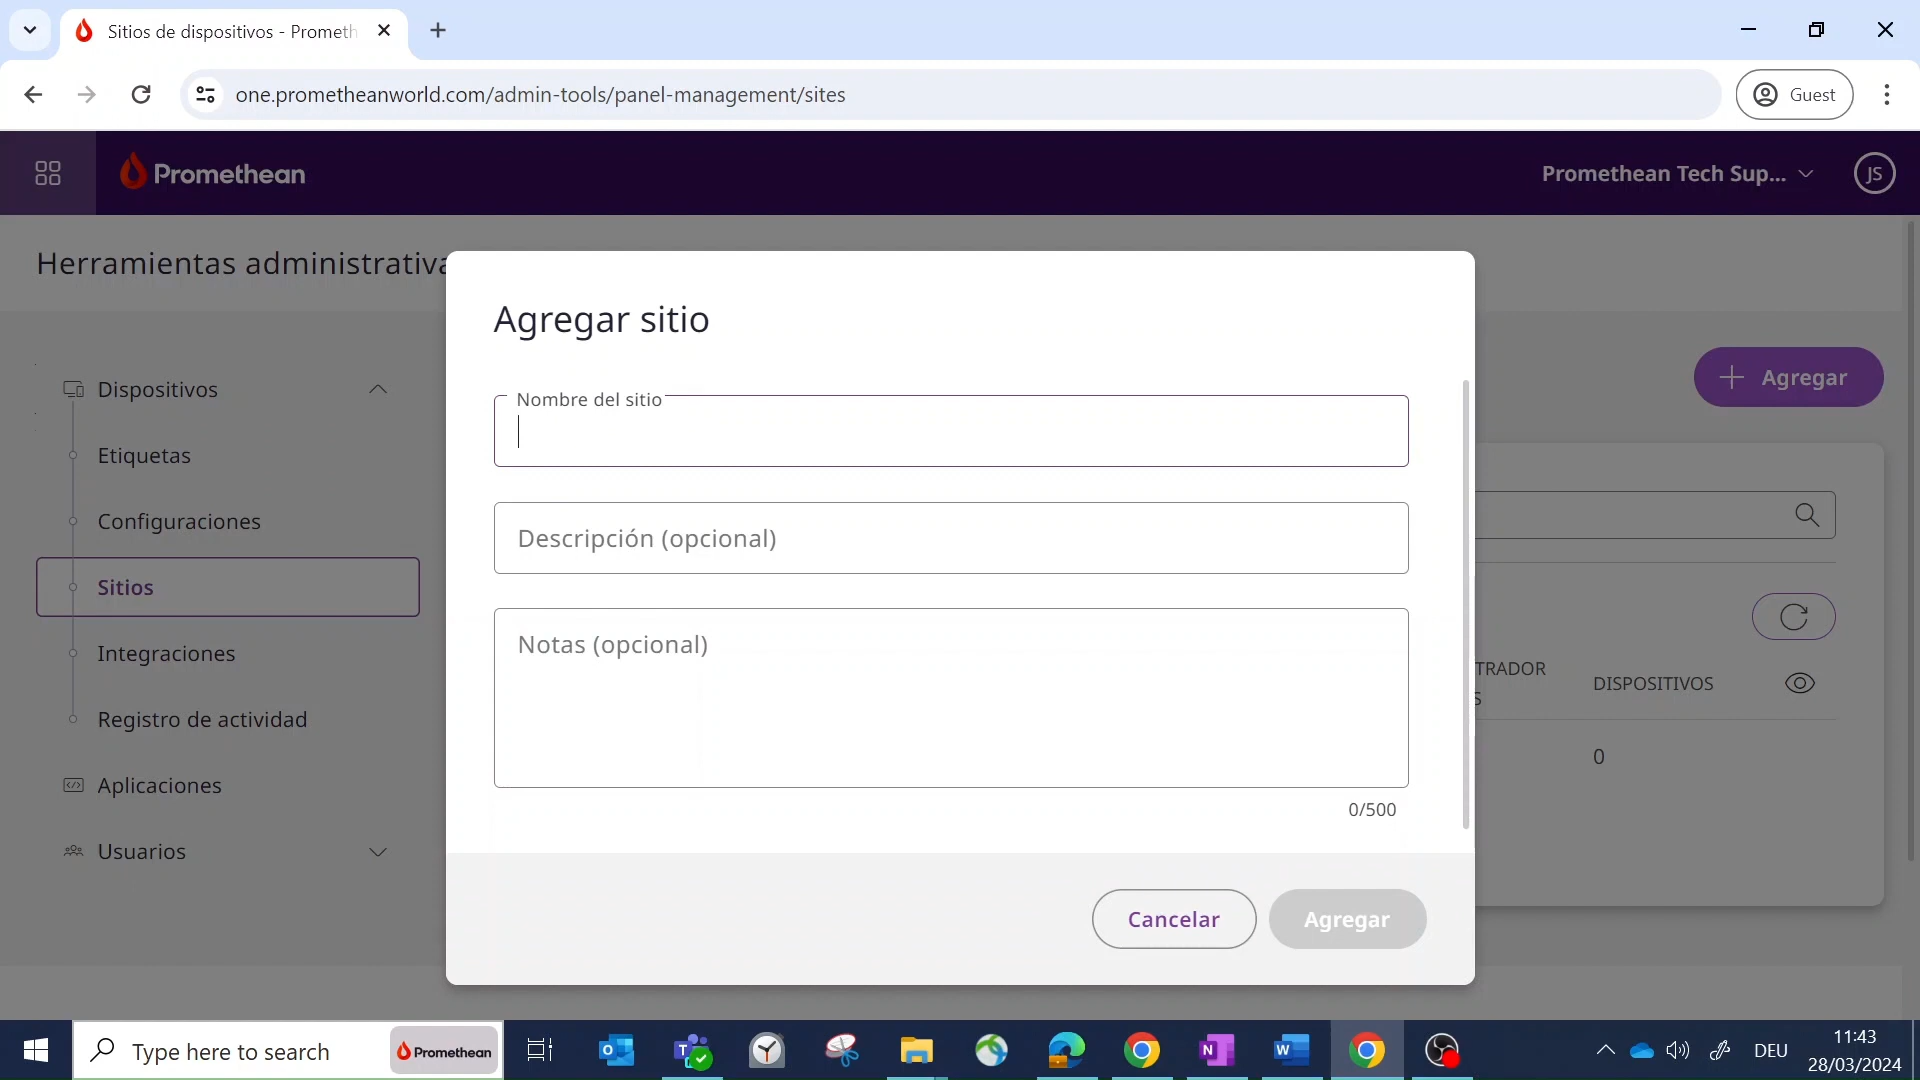 Sitios de dispositivos - Prometh
one.prometheanworld.com/admin-tools/panel-management/sites
Guest
Promethean
Promethean Tech Sup...
JS
Herramientas administrativa
Dispositivos
Etiquetas
Configuraciones
Sitios
Integraciones
Registro de actividad
Aplicaciones
Usuarios
Agregar sitio
Nombre del sitio
Descripción (opcional)
Notas (opcional)
0/500
Cancelar
Agregar
Agregar
TRADOR
S
DISPOSITIVOS
0
Type here to search
Promethean
DEU
11:43
28/03/2024